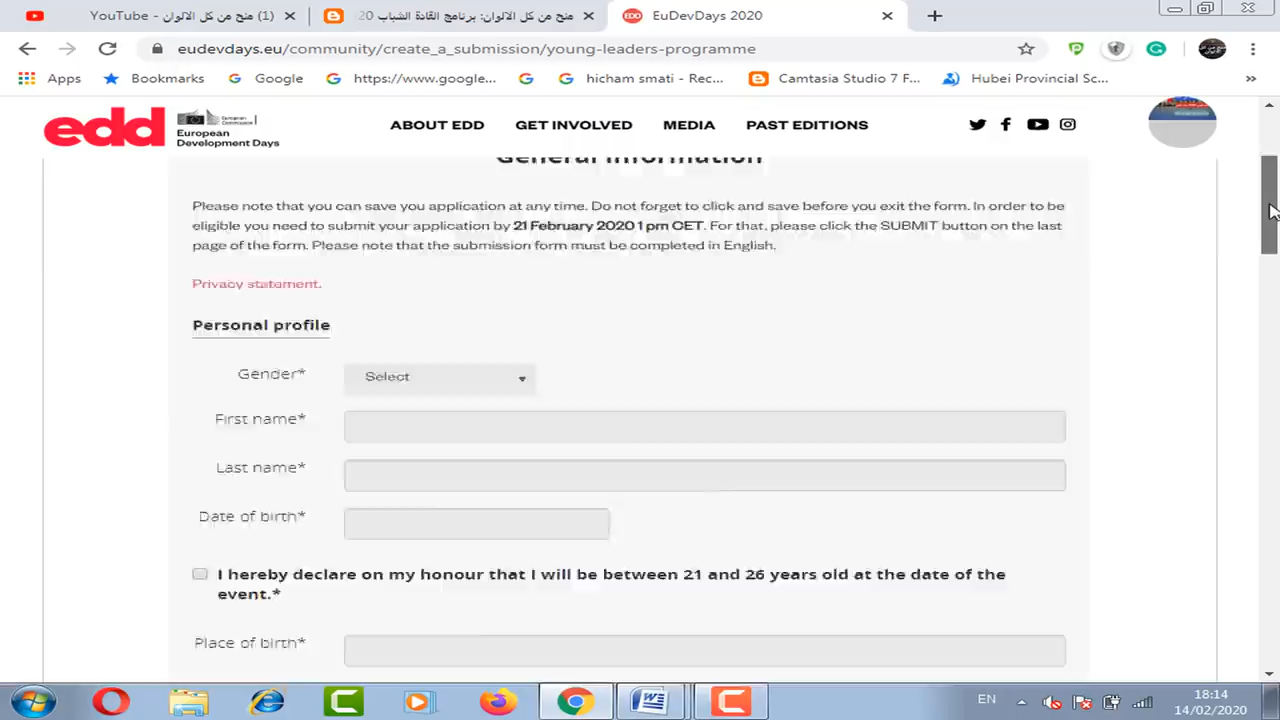 YouTube - منح من كل الالوان (1)
منح من كل الالوان: برنامج القادة الشباب 20
EuDevDays 2020
eudevdays.eu/community/create_a_submission/young-leaders-programme
Apps
Bookmarks
Google
https://www.google...
hicham smati - Rec...
Camtasia Studio 7 F...
Hubei Provincial Sc...
»
edd
European Commission
European
Development Days
ABOUT EDD
GET INVOLVED
MEDIA
PAST EDITIONS
General information
Please note that you can save you application at any time. Do not forget to click and save before you exit the form. In order to be
eligible you need to submit your application by 21 February 2020 1 pm CET. For that, please click the SUBMIT button on the last
page of the form. Please note that the submission form must be completed in English.
Privacy statement.
Personal profile
Gender*
Select
First name*
Last name*
Date of birth*
I hereby declare on my honour that I will be between 21 and 26 years old at the date of the
event.*
Place of birth*
EN
18:14
14/02/2020